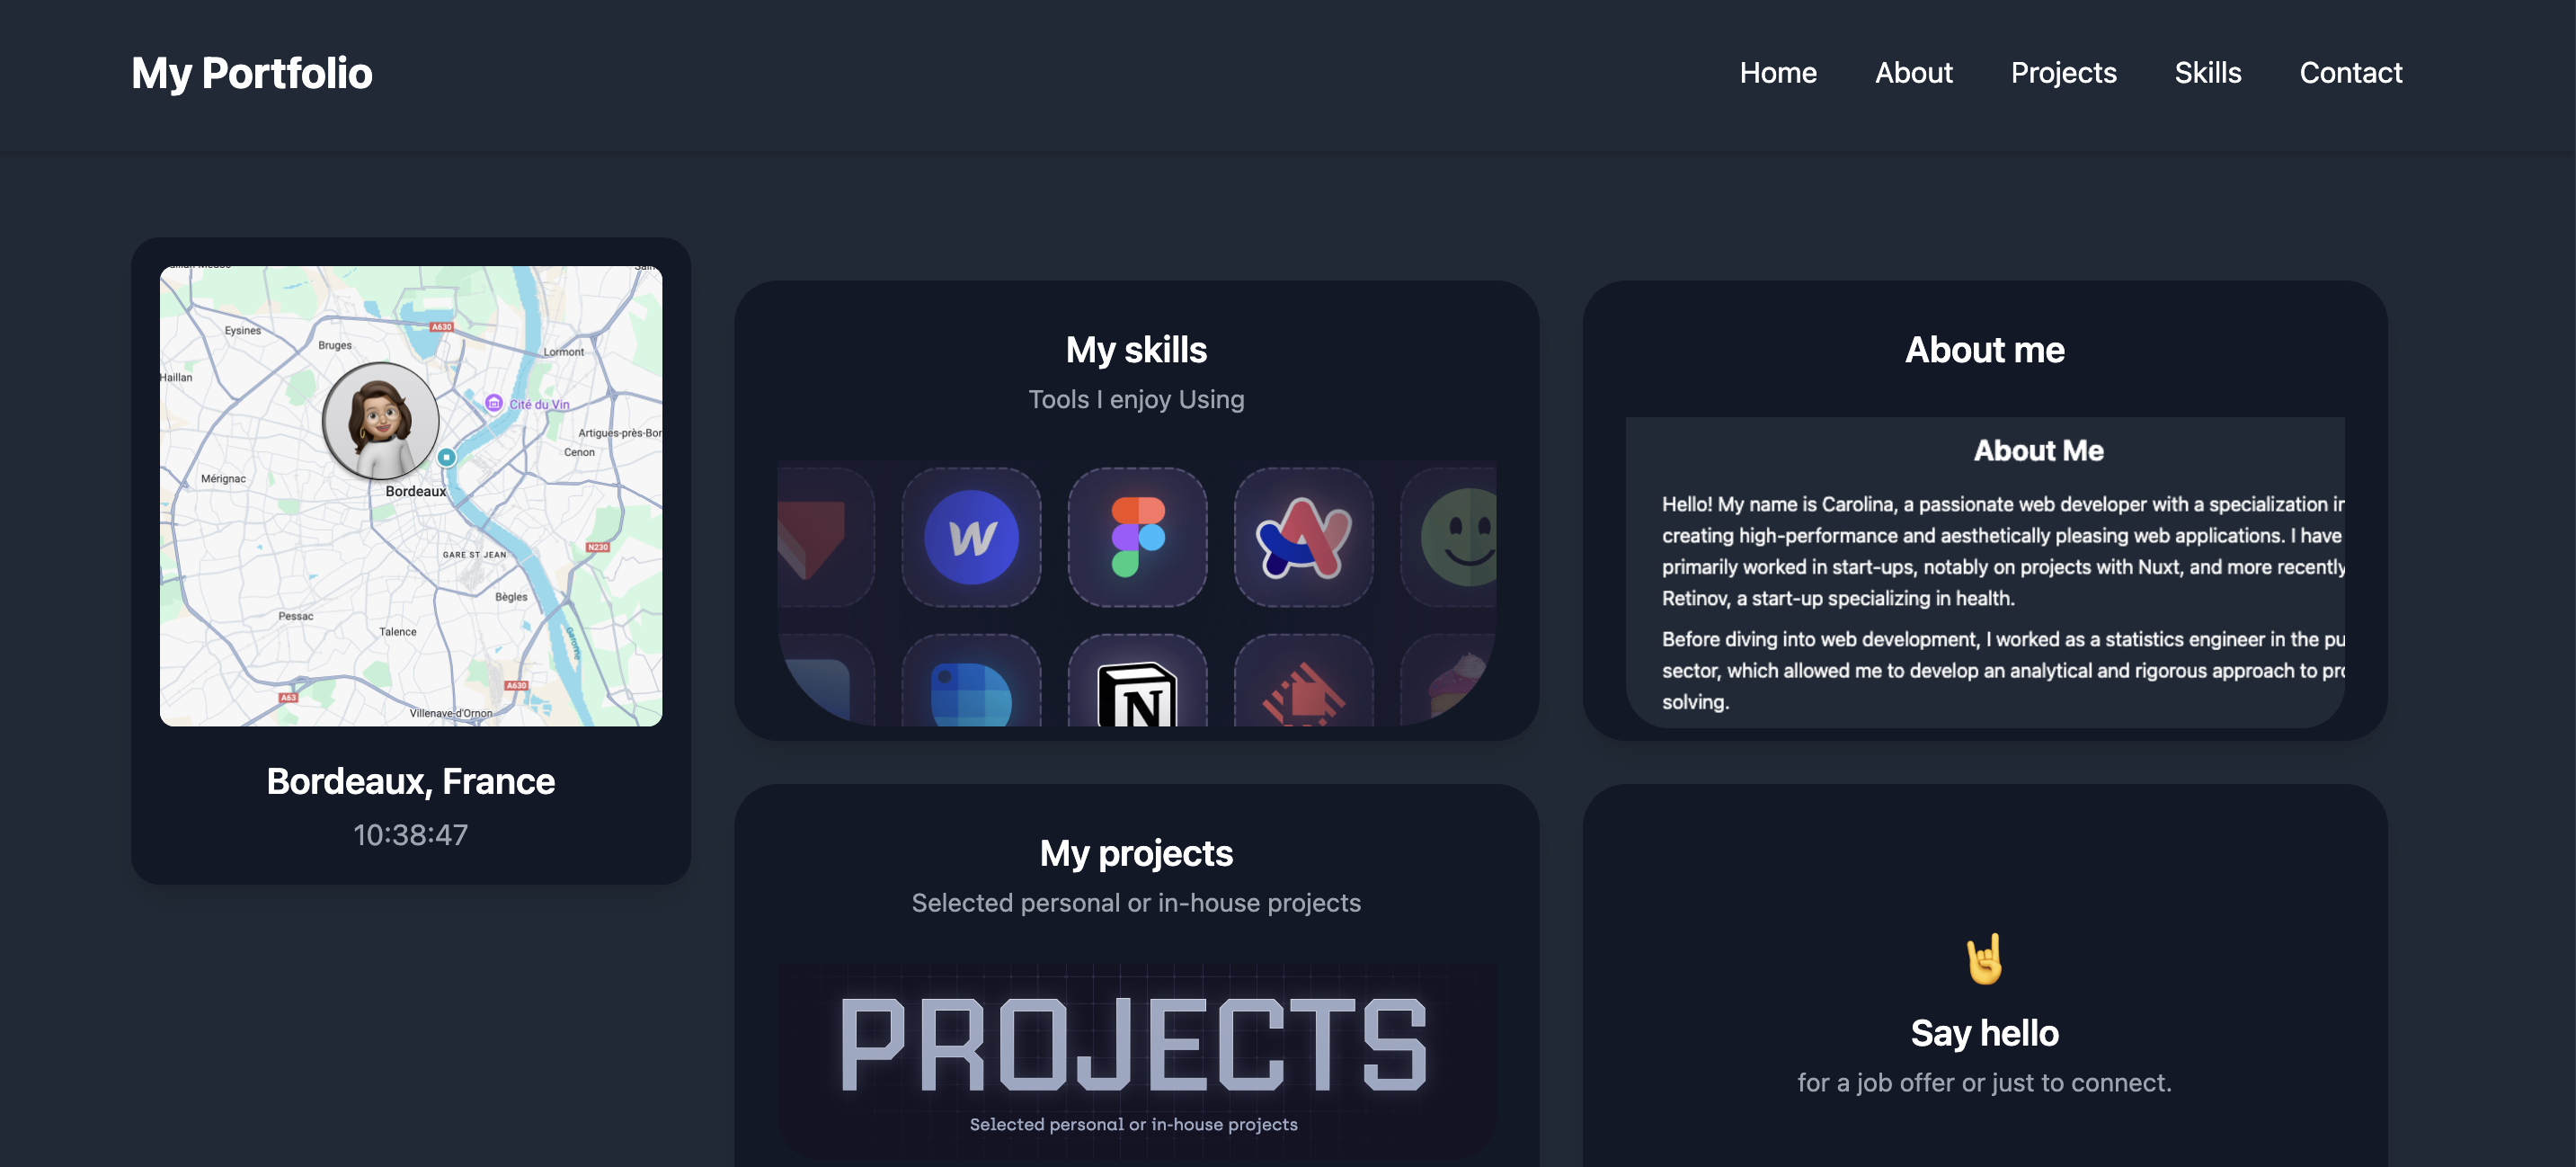 My Portfolio
Home
About
Projects
Skills
Contact
Eysines
Bruges
A630
Lormont
Haillan
Cité du Vin
Artigues-près-Bor
Cenon
Mérignac
Bordeaux
GARE ST JEAN
N230
Bègles
Pessac
Talence
Garonne
A630
A63
Villenave-d'Ornon
Bordeaux, France
10:38:47
My skills
Tools I enjoy Using
W
N
About me
About Me
Hello! My name is Carolina, a passionate web developer with a specialization in
creating high-performance and aesthetically pleasing web applications. I have
primarily worked in start-ups, notably on projects with Nuxt, and more recently
Retinov, a start-up specializing in health.
Before diving into web development, I worked as a statistics engineer in the pu
sector, which allowed me to develop an analytical and rigorous approach to pro
solving.
My projects
Selected personal or in-house projects
PROJECTS
Selected personal or in-house projects
Say hello
for a job offer or just to connect.